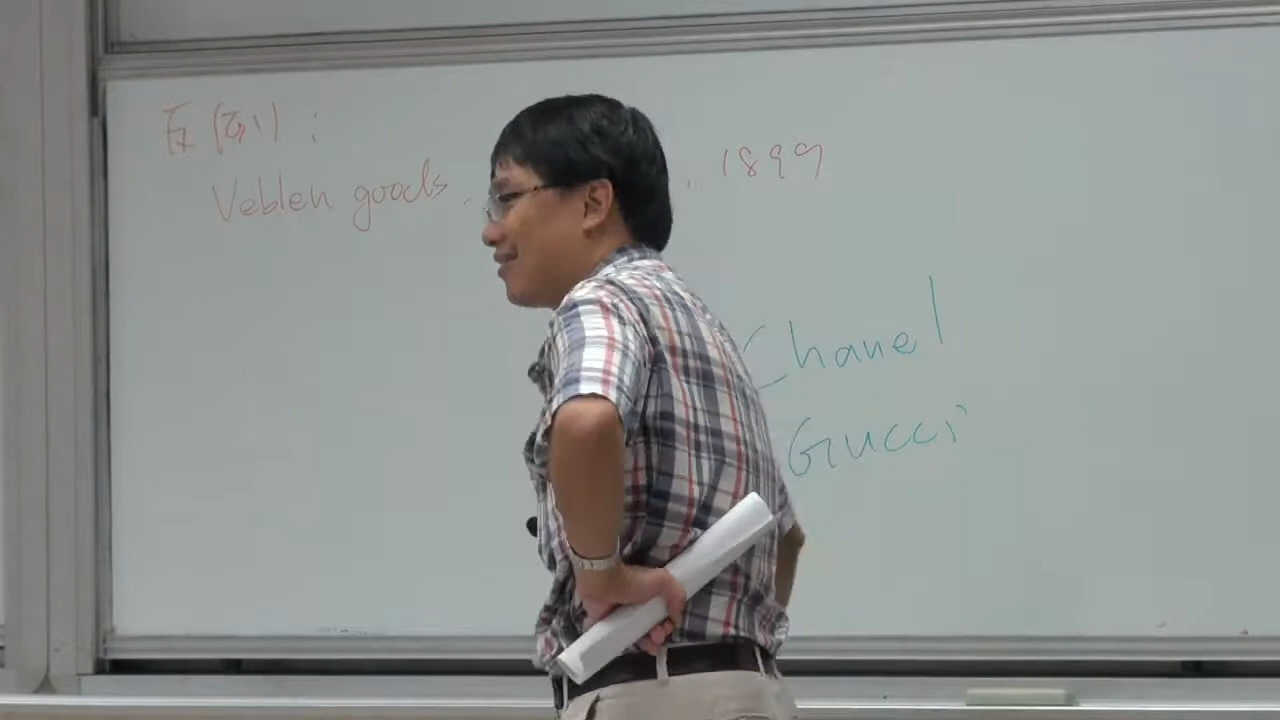 反例:
Veblen goods .. 1899
Chanel
Gucci